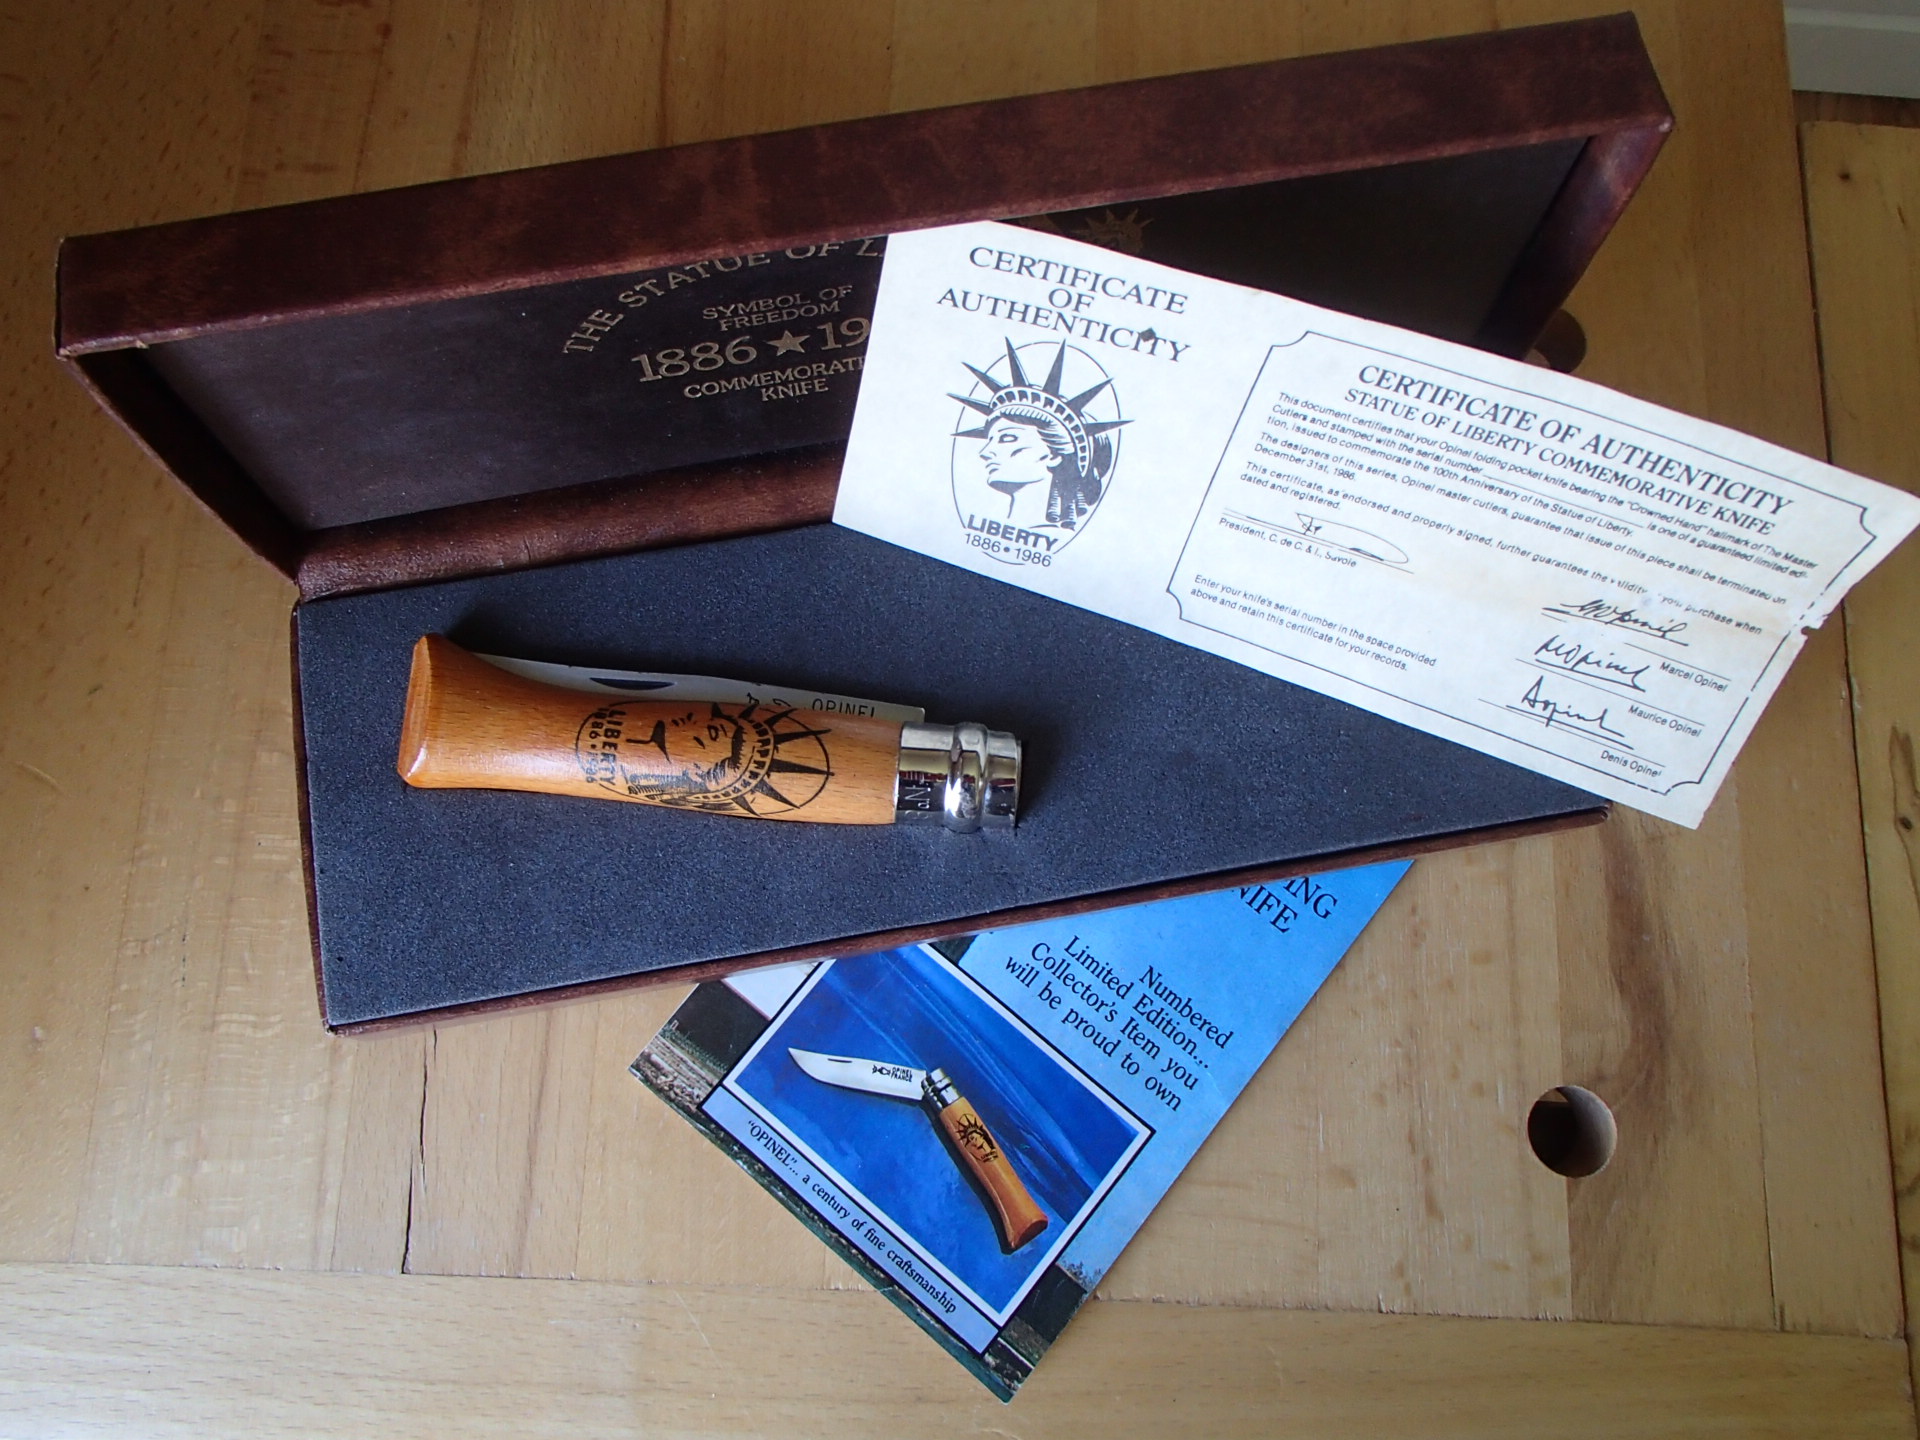 THE STATUE OF
SYMBOL OF
FREEDOM
1886 ★ 19
COMMEMORATI
KNIFE
CERTIFICATE
OF
AUTHENTICITY
LIBERTY
1886 • 1986
CERTIFICATE OF AUTHENTICITY
STATUE OF LIBERTY COMMEMORATIVE KNIFE
This document certifies that your Opinel folding pocket knife bearing the "Crowned Hand" hallmark of The Master
Cutlers and stamped with the serial number is one of a guaranteed limited edi-
tion, issued to commemorate the 100th Anniversary of the Statue of Liberty.
The designers of this series, Opinel master cutlers, guarantee that issue of this piece shall be terminated on
December 31st, 1986.
This certificate, as endorsed and properly signed, further guarantees the validity of your purchase when
dated and registered.
President, C. de C. & I., Savoie
Enter your knife's serial number in the space provided
above and retain this certificate for your records.
MOpinel
Marcel Opinel
Maurice Opinel
Denis Opinel
OPINEL
LIBERTY
1886 • 1986
ING
NIFE
Numbered
Limited Edition...
Collector's Item you
will be proud to own
OPINEL
FRANCE
"OPINEL"... a century of fine craftsmanship